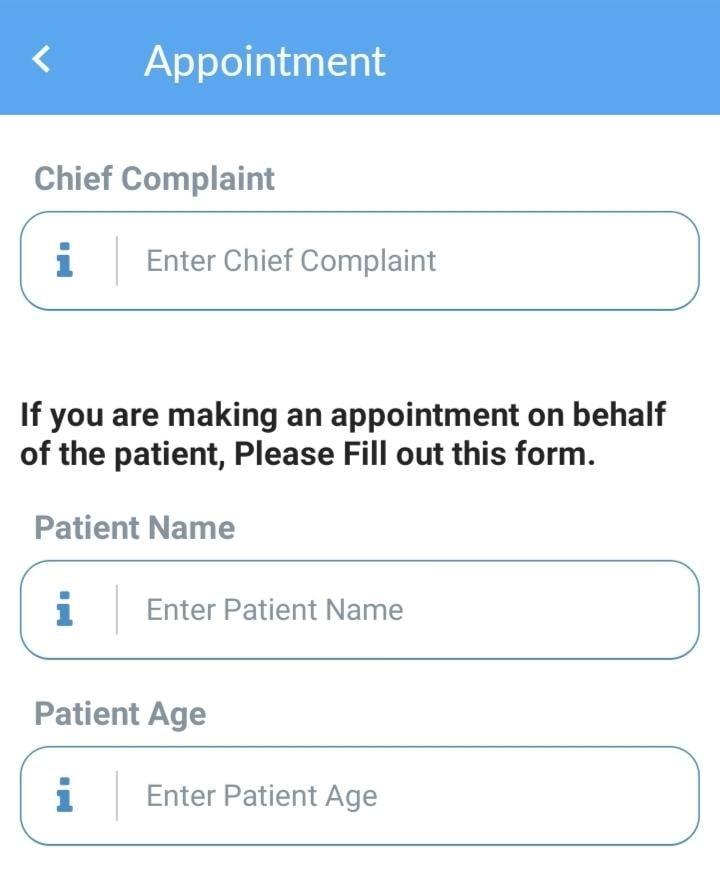 Appointment
Chief Complaint
Enter Chief Complaint
If you are making an appointment on behalf
of the patient, Please Fill out this form.
Patient Name
Enter Patient Name
Patient Age
Enter Patient Age